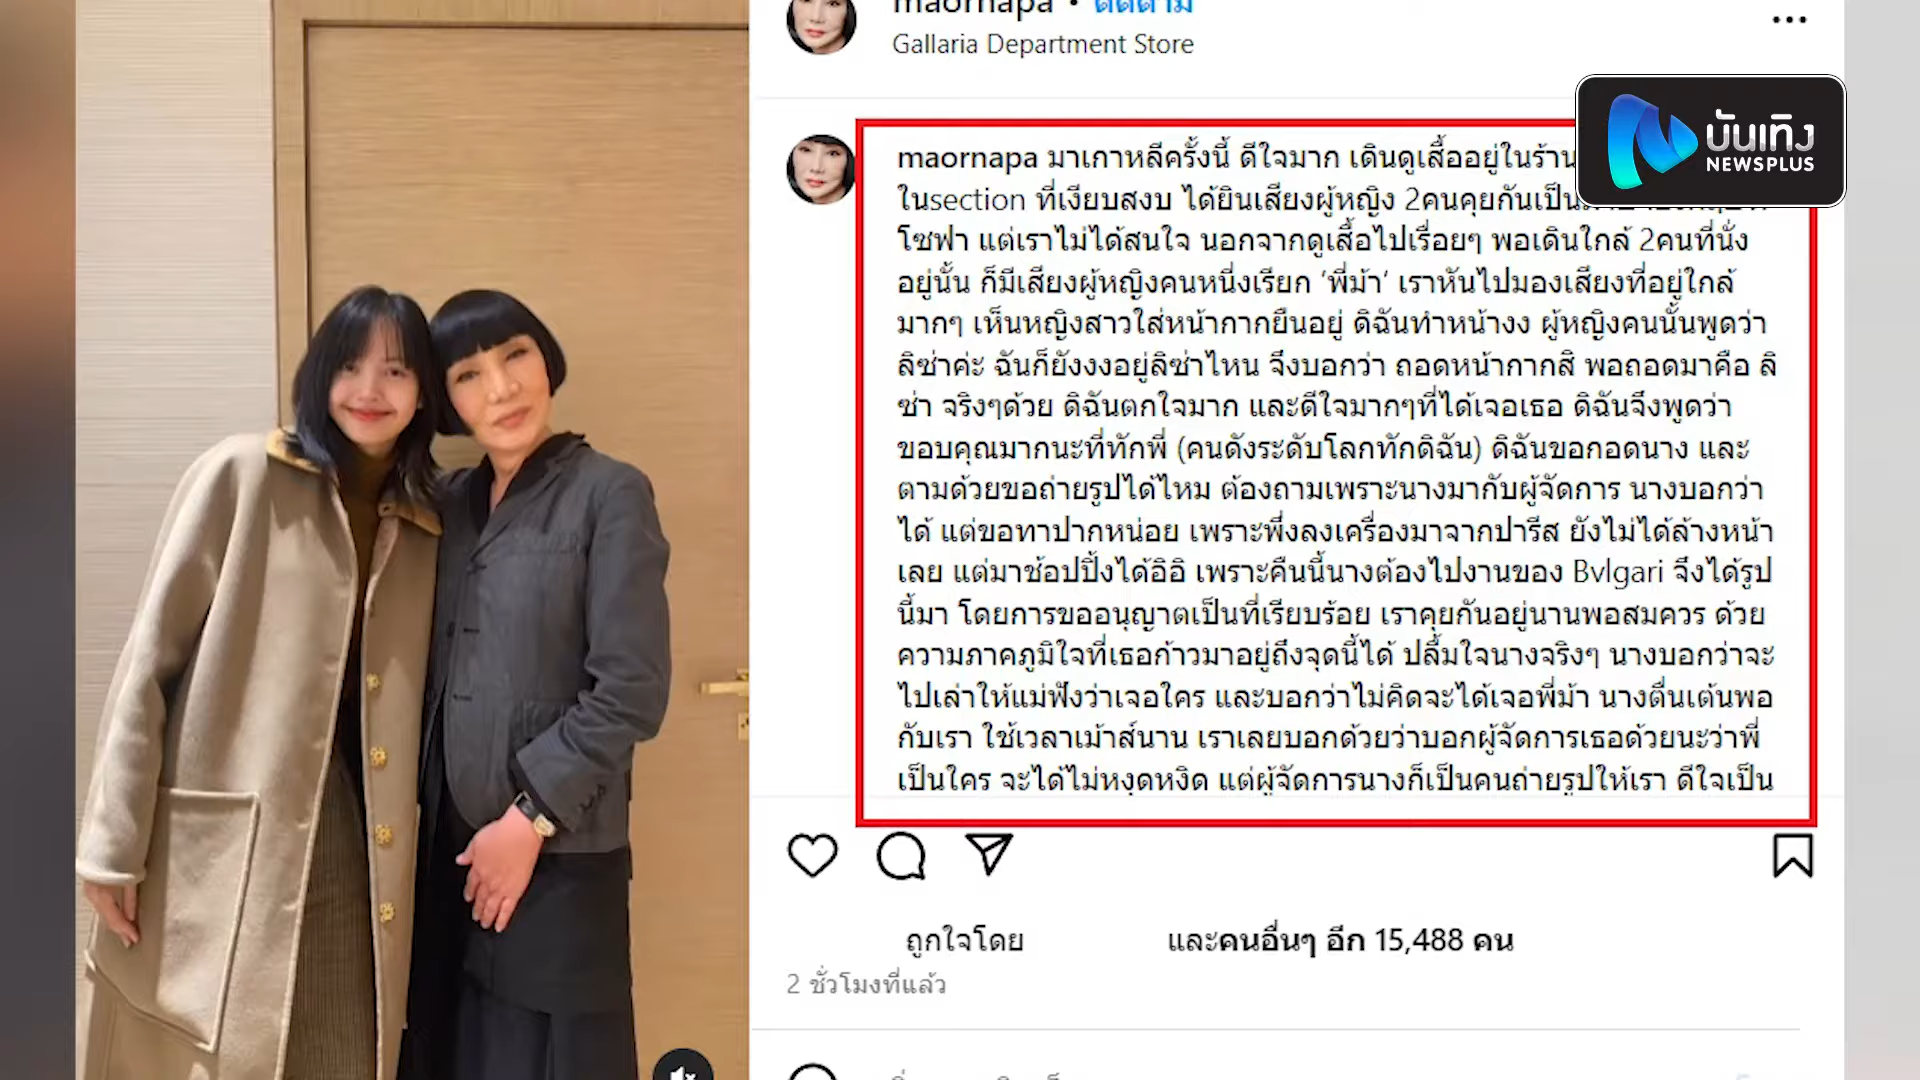 maornapa • ติดตาม
Gallaria Department Store
บันเทิง
NEWSPLUS
maornapa มาเกาหลีครั้งนี้ ดีใจมาก เดินดูเสื้ออยู่ในร้าน
ในsection ที่เงียบสงบ ได้ยินเสียงผู้หญิง 2คนคุยกันเป็น
โซฟา แต่เราไม่ได้สนใจ นอกจากดูเสื้อไปเรื่อยๆ พอเดินใกล้ 2คนที่นั่ง
อยู่นั้น ก็มีเสียงผู้หญิงคนหนึ่งเรียก ‘พี่ม้า’ เราหันไปมองเสียงที่อยู่ใกล้
มากๆ เห็นหญิงสาวใส่หน้ากากยืนอยู่ ดิฉันทำหน้างง ผู้หญิงคนนั้นพูดว่า
ลิซ่าค่ะ ฉันก็ยังงงอยู่ลิซ่าไหน จึงบอกว่า ถอดหน้ากากสิ พอถอดมาคือ ลิ
ซ่า จริงๆด้วย ดิฉันตกใจมาก และดีใจมากๆที่ได้เจอเธอ ดิฉันจึงพูดว่า
ขอบคุณมากนะที่ทักพี่ (คนดังระดับโลกทักดิฉัน) ดิฉันขอกอดนาง และ
ตามด้วยขอถ่ายรูปได้ไหม ต้องถามเพราะนางมากับผู้จัดการ นางบอกว่า
ได้ แต่ขอทาปากหน่อย เพราะพึ่งลงเครื่องมาจากปารีส ยังไม่ได้ล้างหน้า
เลย แต่มาช้อปปิ้งได้อิอิ เพราะคืนนี้นางต้องไปงานของ Bvlgari จึงได้รูป
นี้มา โดยการขออนุญาตเป็นที่เรียบร้อย เราคุยกันอยู่นานพอสมควร ด้วย
ความภาคภูมิใจที่เธอก้าวมาอยู่ถึงจุดนี้ได้ ปลื้มใจนางจริงๆ นางบอกว่าจะ
ไปเล่าให้แม่ฟังว่าเจอใคร และบอกว่าไม่คิดจะได้เจอพี่ม้า นางตื่นเต้นพอ
กับเรา ใช้เวลาเม้าส์นาน เราเลยบอกด้วยว่าบอกผู้จัดการเธอด้วยนะว่าพี่
เป็นใคร จะได้ไม่หงุดหงิด แต่ผู้จัดการนางก็เป็นคนถ่ายรูปให้เรา ดีใจเป็น
ถูกใจโดย และคนอื่นๆ อีก 15,488 คน
2 ชั่วโมงที่แล้ว